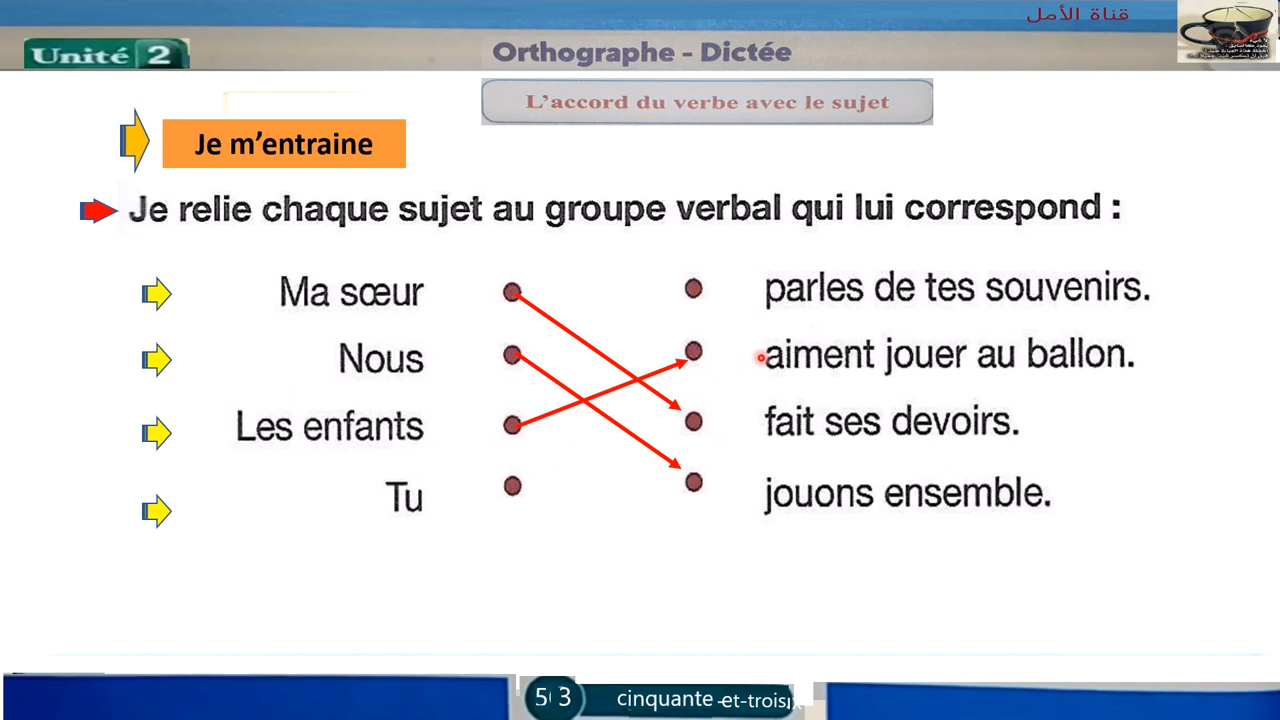 قناة الأمل
Unité 2
Orthographe - Dictée
L'accord du verbe avec le sujet
Je m'entraine
Je relie chaque sujet au groupe verbal qui lui correspond :
Ma sœur parles de tes souvenirs.
Nous aiment jouer au ballon.
Les enfants fait ses devoirs.
Tu jouons ensemble.
53 cinquante-et-trois